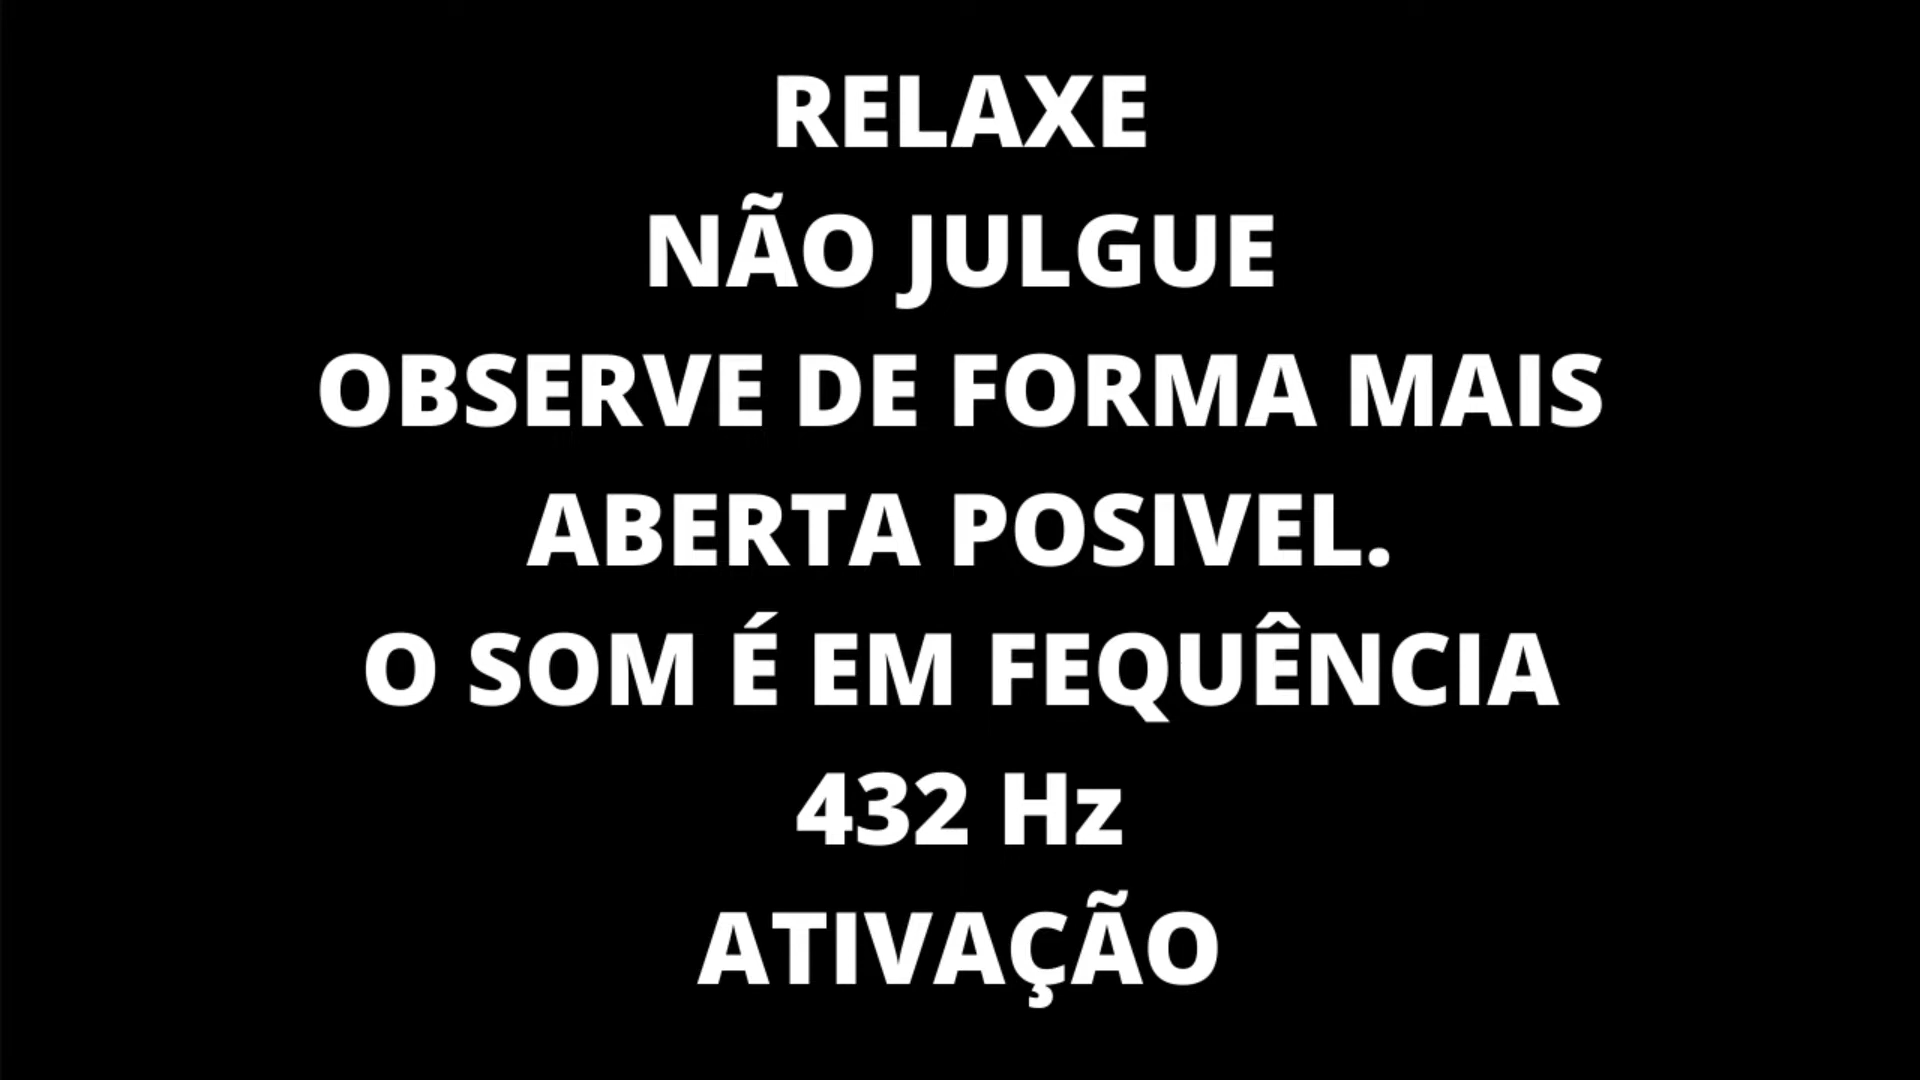 RELAXE
NÃO JULGUE
OBSERVE DE FORMA MAIS
ABERTA POSIVEL.
O SOM É EM FEQUÊNCIA
432 Hz
ATIVAÇÃO